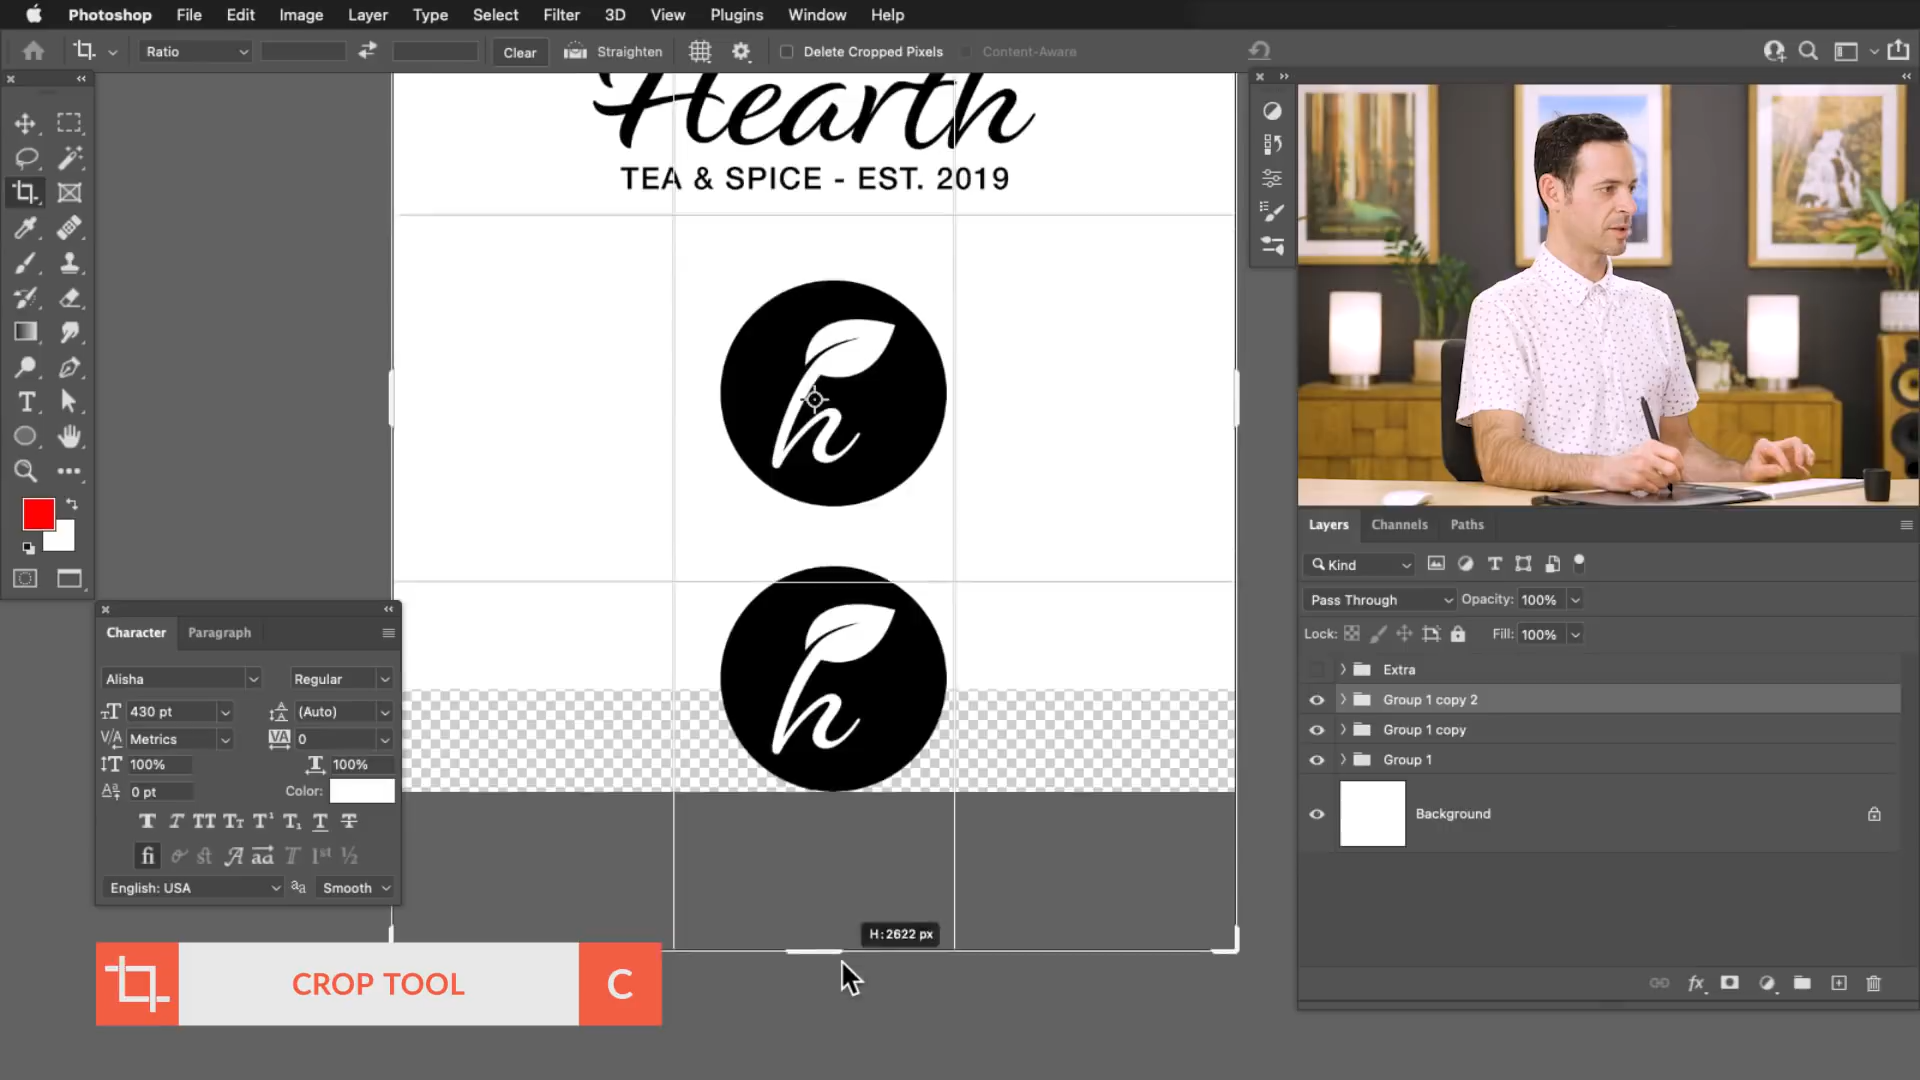 Photoshop File Edit Image Layer Type Select Filter 3D View Plugins Window Help
Ratio Clear Straighten Delete Cropped Pixels Content-Aware
Hearth
TEA & SPICE - EST. 2019
h
h
H: 2622 px
Character Paragraph
Alisha Regular
430 pt (Auto)
Metrics 0
100% 100%
0 pt Color:
English: USA Smooth
CROP TOOL C
Layers Channels Paths
Kind
Pass Through Opacity: 100%
Lock: Fill: 100%
Extra
Group 1 copy 2
Group 1 copy
Group 1
Background